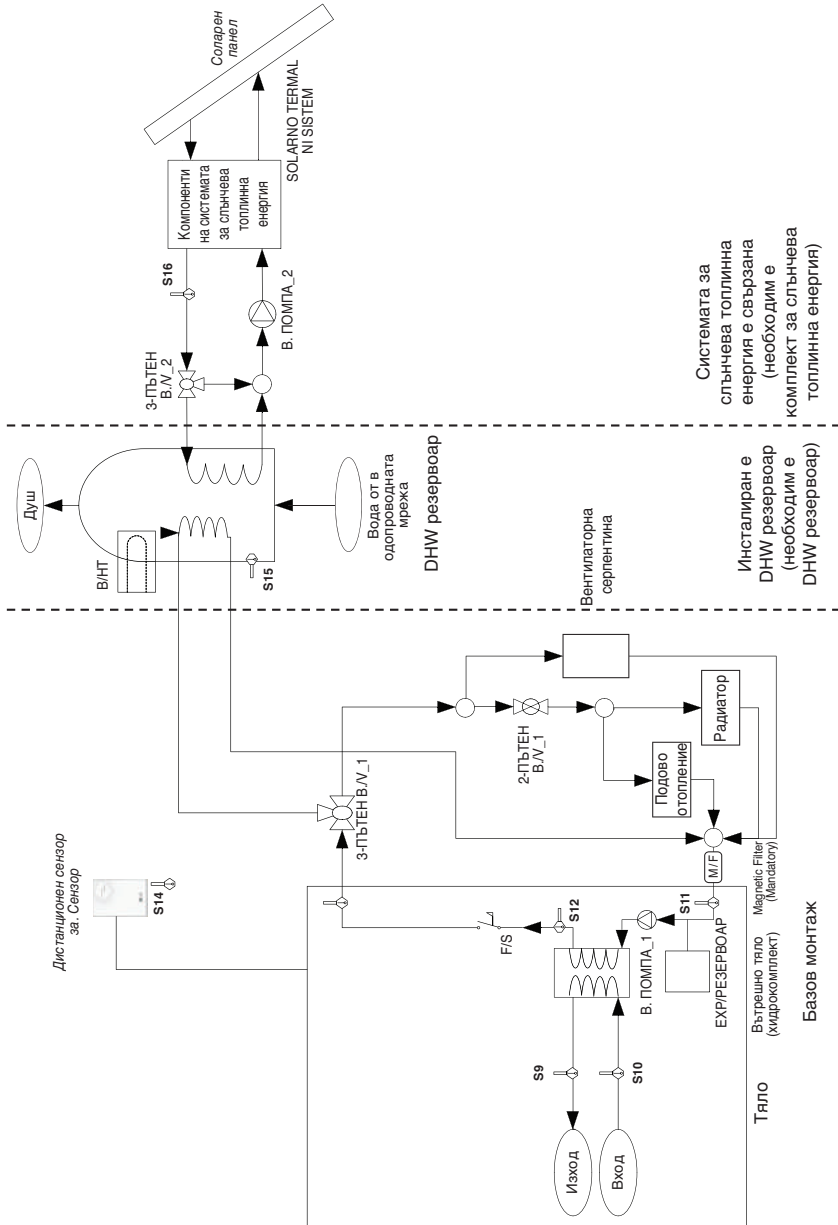 Дистанционен сензор
за. Сензор
S14
Изход
Вход
S9
S10
S12
F/S
В. ПОМПА_1
S11
EXP/РЕЗЕРВОАР
M/F
Magnetic Filter
(Mandatory)
Вътрешно тяло
(хидрокомплект)
Тяло
Базов монтаж
3-ПЪТЕН В./V_1
2-ПЪТЕН
В./V_1
Подово
отопление
Радиатор
Вентилаторна
серпентина
Душ
В/НТ
S15
Вода от в
одопроводната
мрежа
DHW резервоар
Инсталиран е
DHW резервоар
(необходим е
DHW резервоар)
3-ПЪТЕН
В./V_2
S16
В. ПОМПА_2
Компоненти
на системата
за слънчева
топлинна
енергия
Соларен
панел
SOLARNO TERMAL
NI SISTEM
Системата за
слънчева топлинна
енергия е свързана
(необходим е
комплект за слънчева
топлинна енергия)